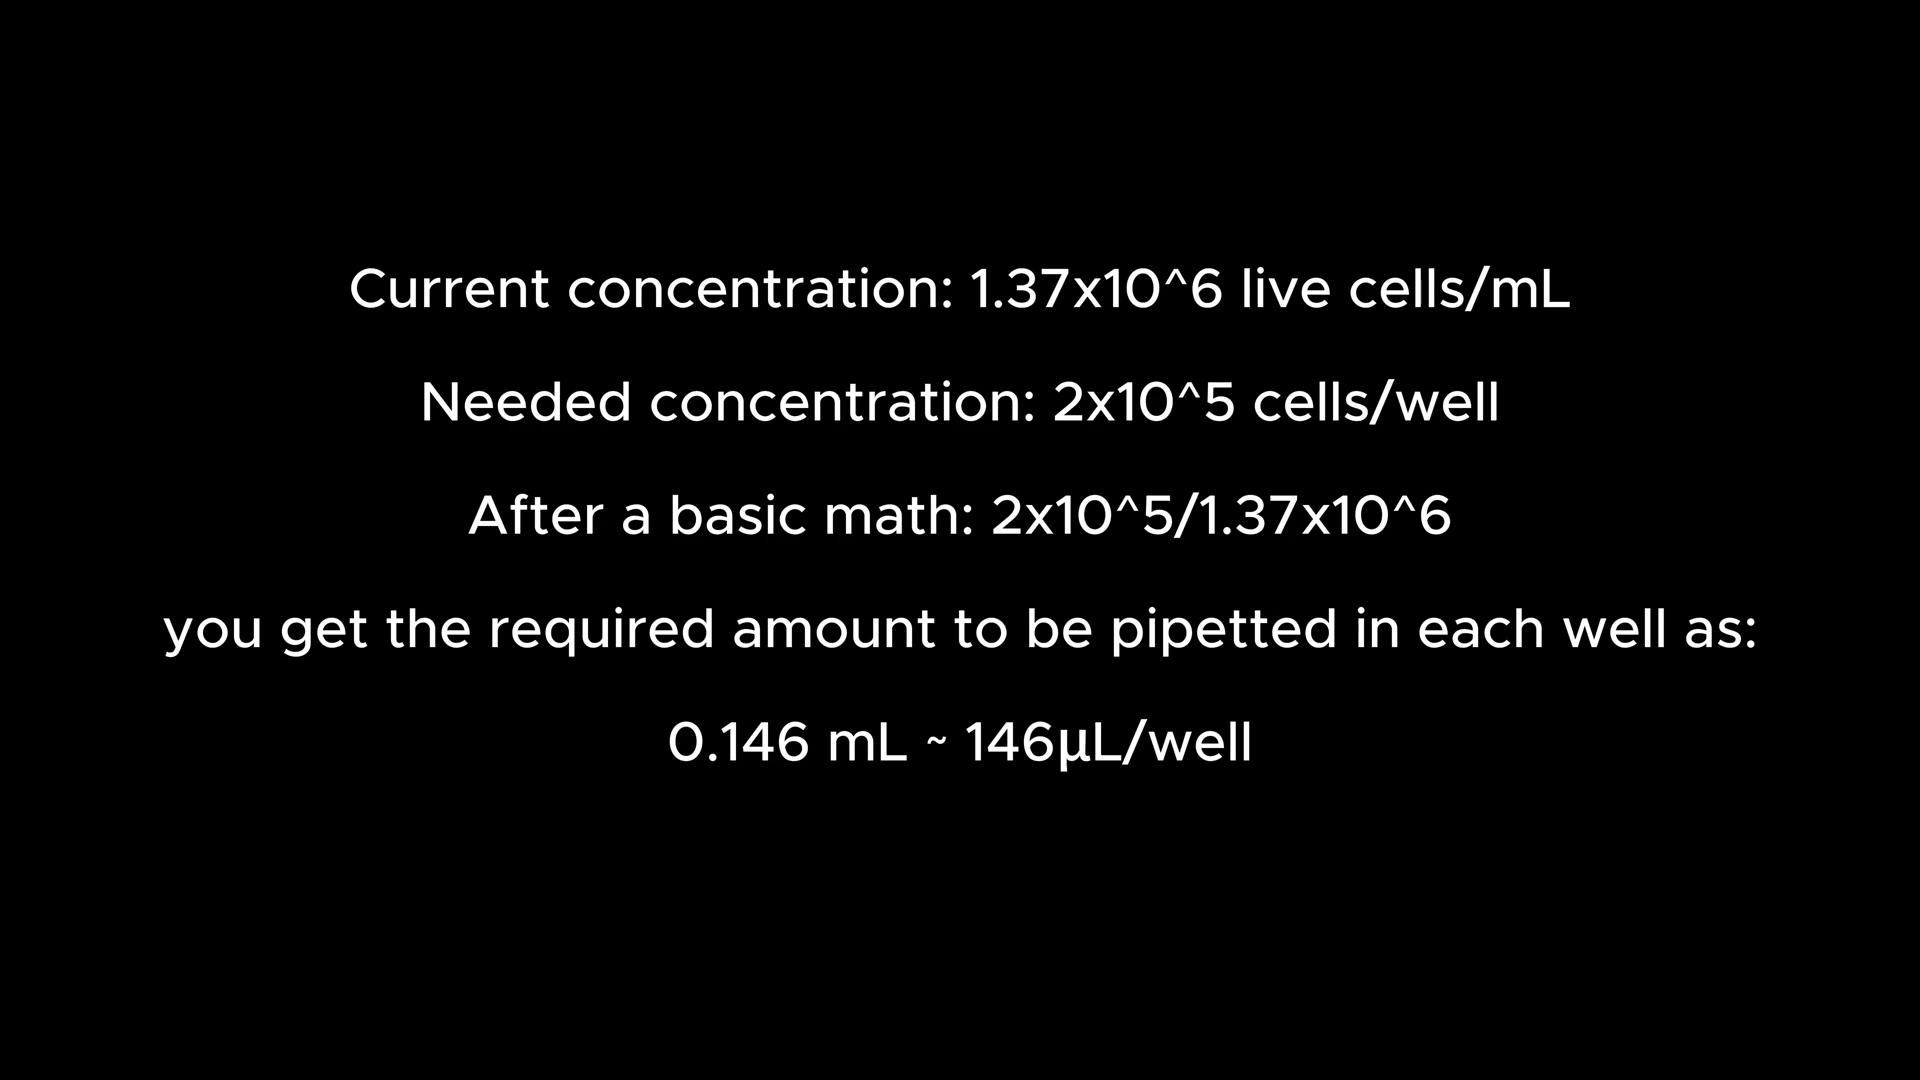 Current concentration: 1.37x10^6 live cells/mL
Needed concentration: 2x10^5 cells/well
After a basic math: 2x10^5/1.37x10^6
you get the required amount to be pipetted in each well as:
0.146 mL ~ 146µL/well